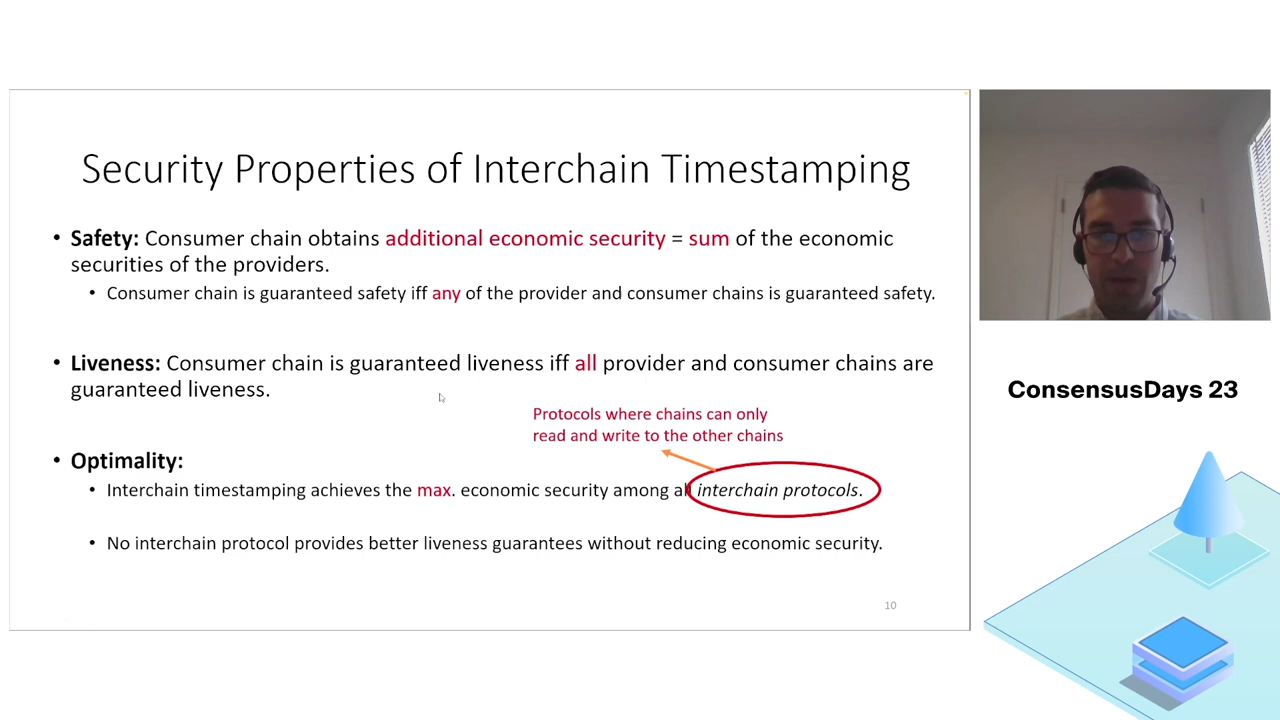 Security Properties of Interchain Timestamping
• Safety: Consumer chain obtains additional economic security = sum of the economic
securities of the providers.
• Consumer chain is guaranteed safety iff any of the provider and consumer chains is guaranteed safety.
• Liveness: Consumer chain is guaranteed liveness iff all provider and consumer chains are
guaranteed liveness.
Protocols where chains can only
read and write to the other chains
• Optimality:
• Interchain timestamping achieves the max. economic security among all interchain protocols.
• No interchain protocol provides better liveness guarantees without reducing economic security.
10
ConsensusDays 23